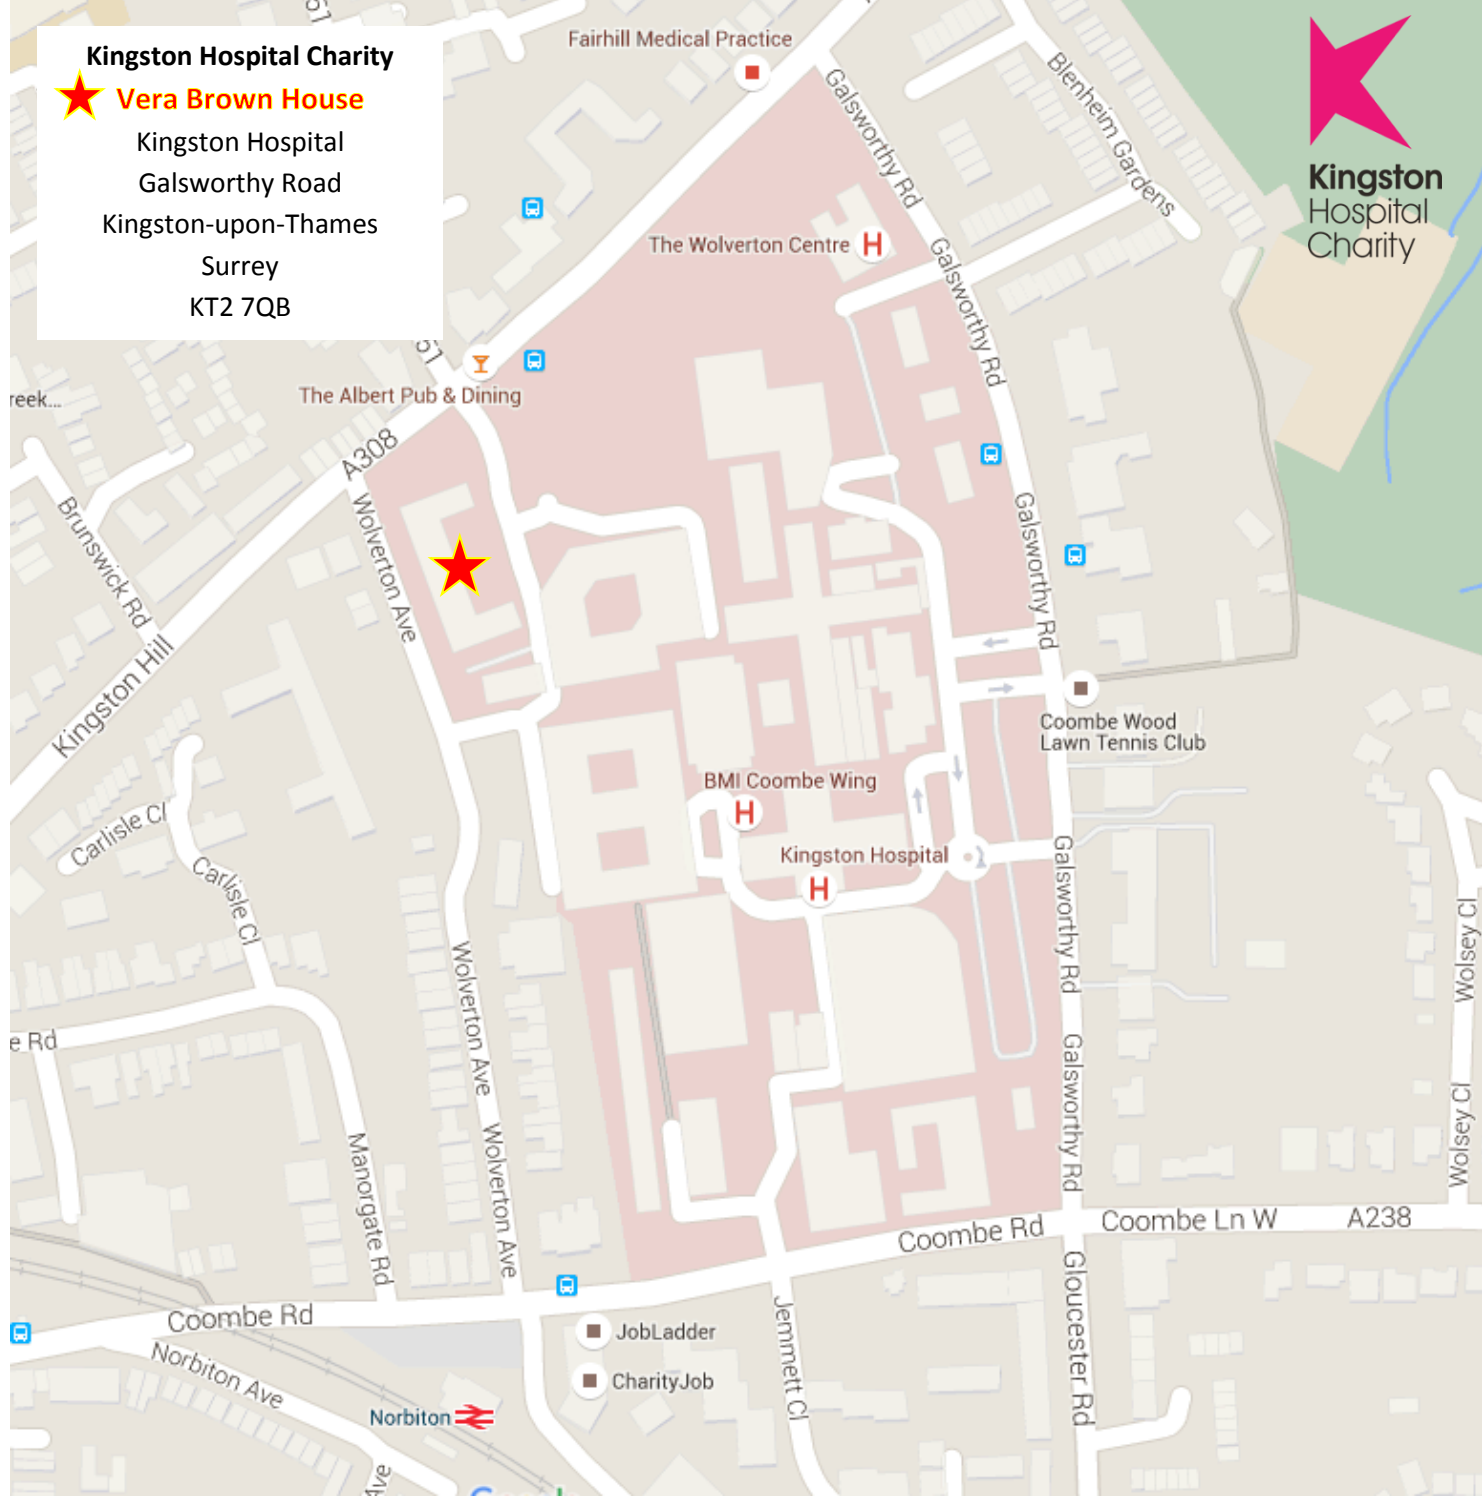 Kingston Hospital Charity
Vera Brown House
Kingston Hospital
Galsworthy Road
Kingston-upon-Thames
Surrey
KT2 7QB
Kingston
Hospital
Charity
Fairhill Medical Practice
Galsworthy Rd
Blenheim Gardens
The Wolverton Centre
H
Galsworthy Rd
The Albert Pub & Dining
A308
Wolverton Ave
Brunswick Rd
Kingston Hill
Galsworthy Rd
Coombe Wood
Lawn Tennis Club
BMI Coombe Wing
H
Kingston Hospital
H
Carlisle Cl
Carlisle Cl
Galsworthy Rd
Wolsey Cl
Wolverton Ave
e Rd
Galsworthy Rd
Wolsey Cl
Manorgate Rd
Wolverton Ave
Coombe Rd
Coombe Ln W
A238
Gloucester Rd
Coombe Rd
Norbiton Ave
JobLadder
CharityJob
Jemmett Cl
Norbiton